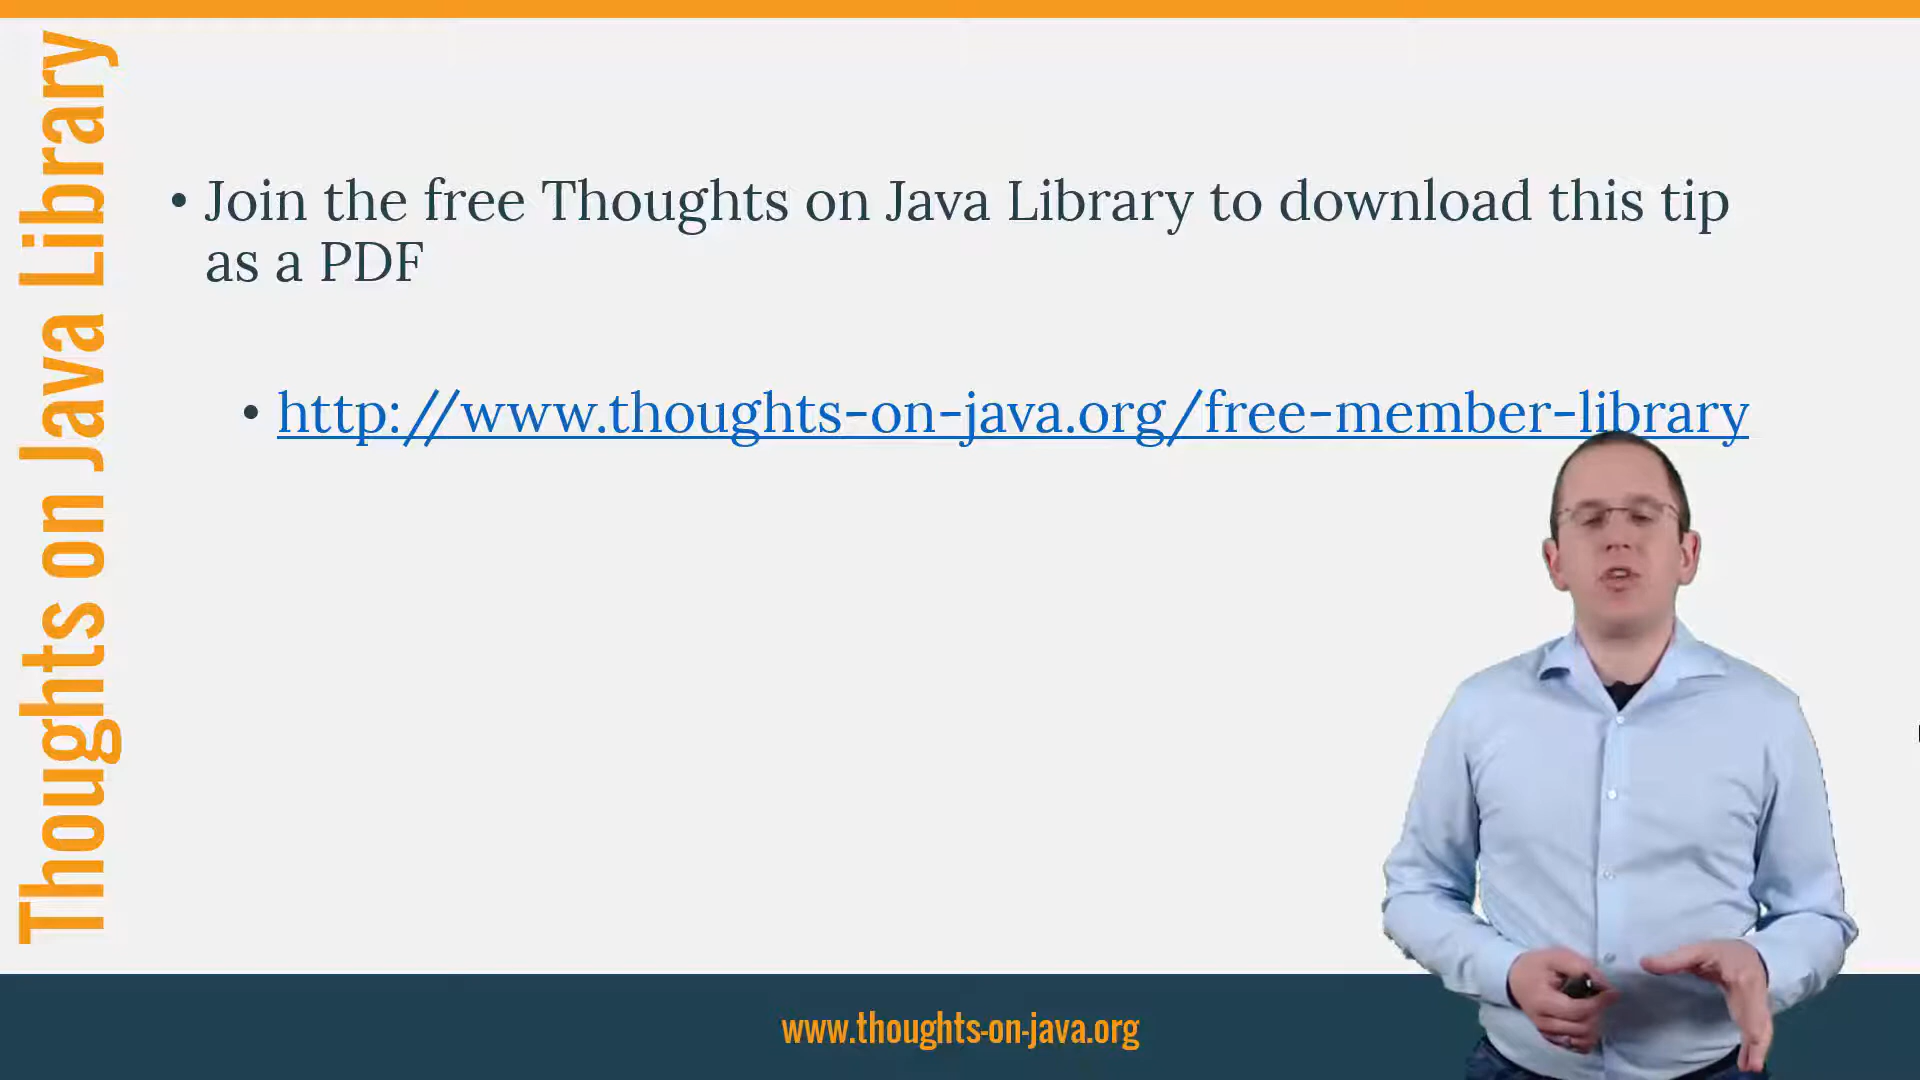 Thoughts on Java Library
• Join the free Thoughts on Java Library to download this tip
as a PDF
• http://www.thoughts-on-java.org/free-member-library
www.thoughts-on-java.org